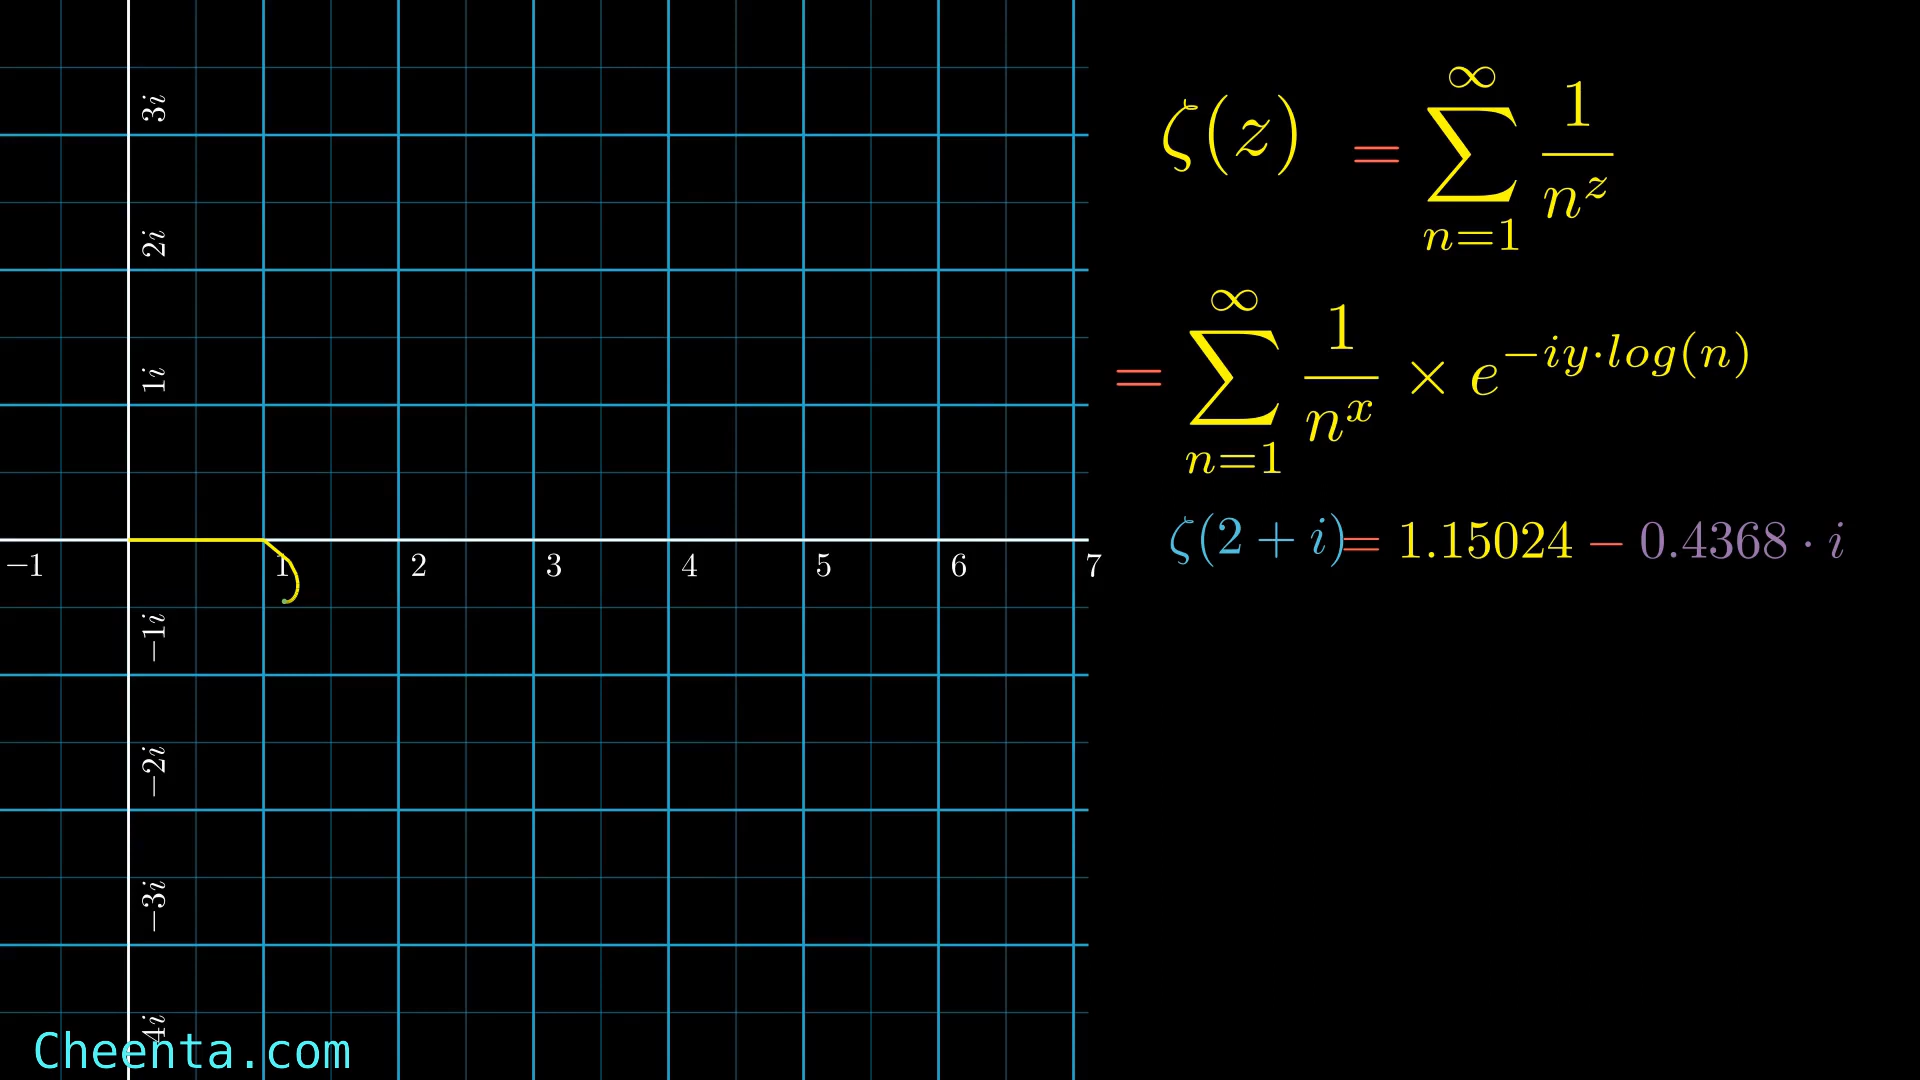 3i
2i
1i
−1 1 2 3 4 5 6 7
−1i
−2i
−3i
4i
ζ(z) = ∑_{n=1}^{∞} 1/n^z
= ∑_{n=1}^{∞} 1/n^x × e^{−iy·log(n)}
ζ(2 + i) = 1.15024 − 0.4368 · i
Cheenta.com